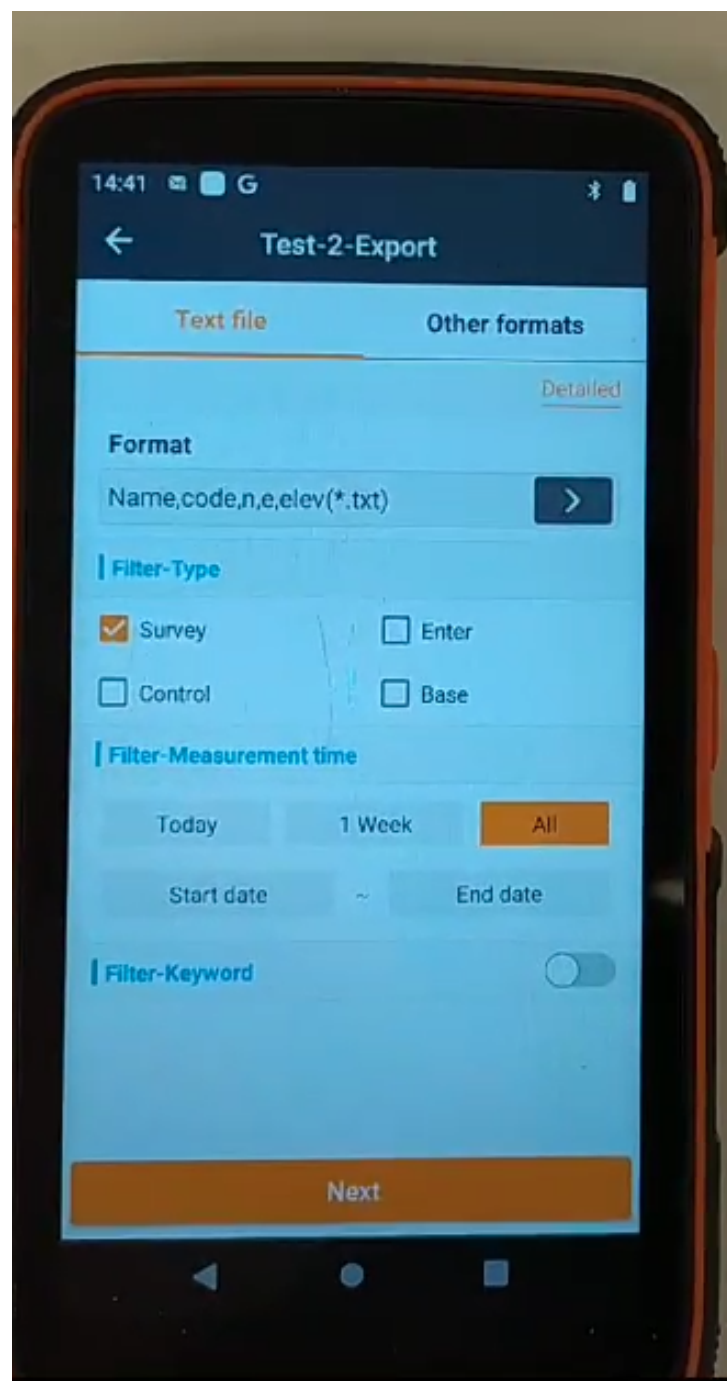 14:41 G
Test-2-Export
Text file Other formats
Detailed
Format
Name,code,n,e,elev(*.txt)
Filter-Type
Survey Enter
Control Base
Filter-Measurement time
Today 1 Week All
Start date ~ End date
Filter-Keyword
Next